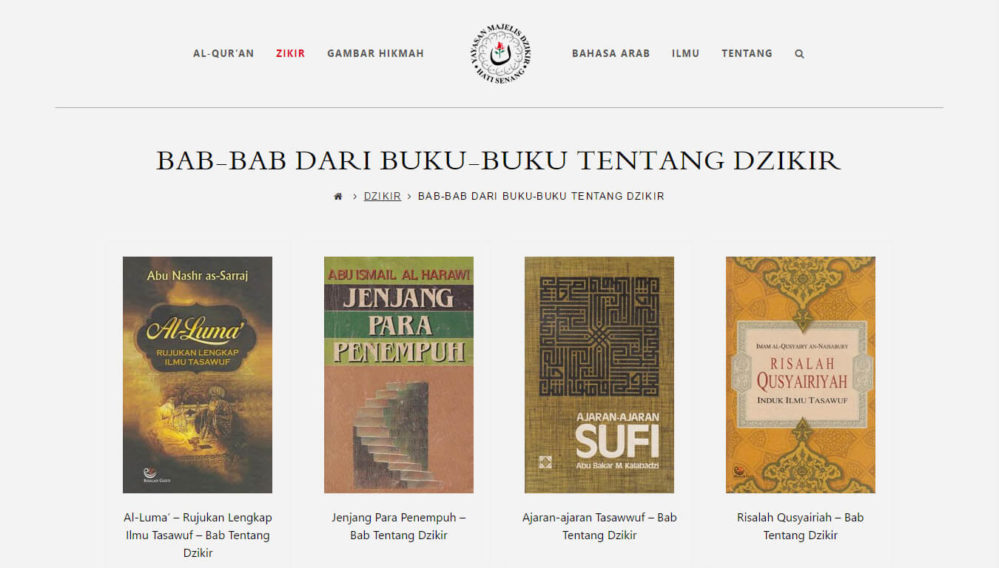 AL-QUR'AN ZIKIR GAMBAR HIKMAH
YAYASAN MAJELIS DZIKIR
HATI SENANG
ن
BAHASA ARAB ILMU TENTANG
BAB-BAB DARI BUKU-BUKU TENTANG DZIKIR
> DZIKIR > BAB-BAB DARI BUKU-BUKU TENTANG DZIKIR
Abu Nashr as-Sarraj
Al-Luma'
RUJUKAN LENGKAP
ILMU TASAWUF
RISALAH GUSTI
Al-Luma' – Rujukan Lengkap
Ilmu Tasawuf – Bab Tentang
Dzikir
ABU ISMAIL AL HARAWI
JENJANG
PARA
PENEMPUH
Jenjang Para Penempuh –
Bab Tentang Dzikir
AJARAN-AJARAN
SUFI
Abu Bakar M. Kalabadzi
Ajaran-ajaran Tasawwuf – Bab
Tentang Dzikir
IMAM AL-QUSYAIRY AN-NAISABURY
RISALAH
QUSYAIRIYAH
INDUK ILMU TASAWUF
Risalah Qusyairiah – Bab
Tentang Dzikir